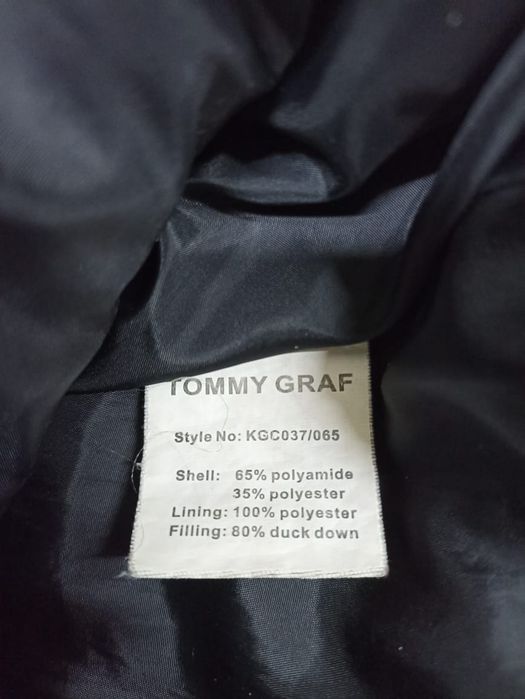 TOMMY GRAF
Style No: KGC037/065
Shell: 65% polyamide
35% polyester
Lining: 100% polyester
Filling: 80% duck down